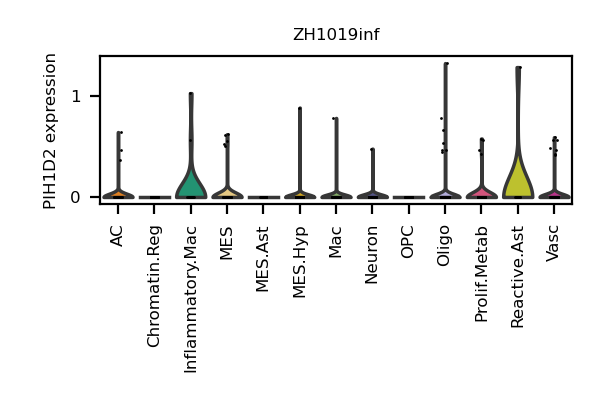 ZH1019inf
PIH1D2 expression
1
0
AC
Chromatin.Reg
Inflammatory.Mac
MES
MES.Ast
MES.Hyp
Mac
Neuron
OPC
Oligo
Prolif.Metab
Reactive.Ast
Vasc